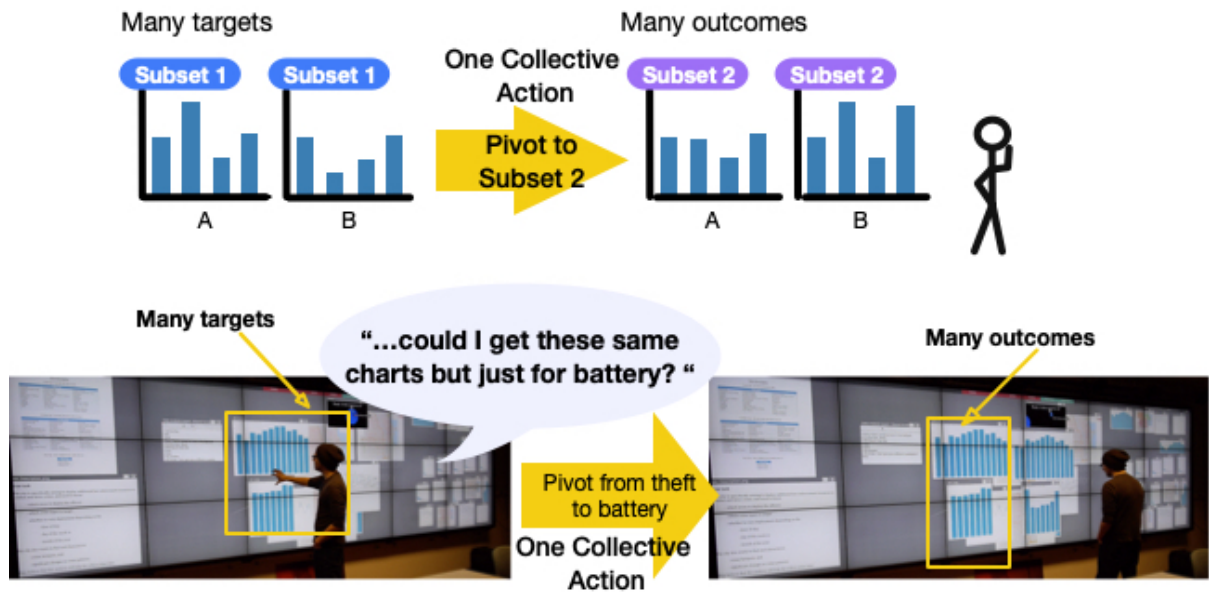 Many targets
Many outcomes
Subset 1
Subset 1
One Collective
Action
Subset 2
Subset 2
Pivot to
Subset 2
A
B
A
B
Many targets
“...could I get these same
charts but just for battery? “
Many outcomes
Pivot from theft
to battery
One Collective
Action